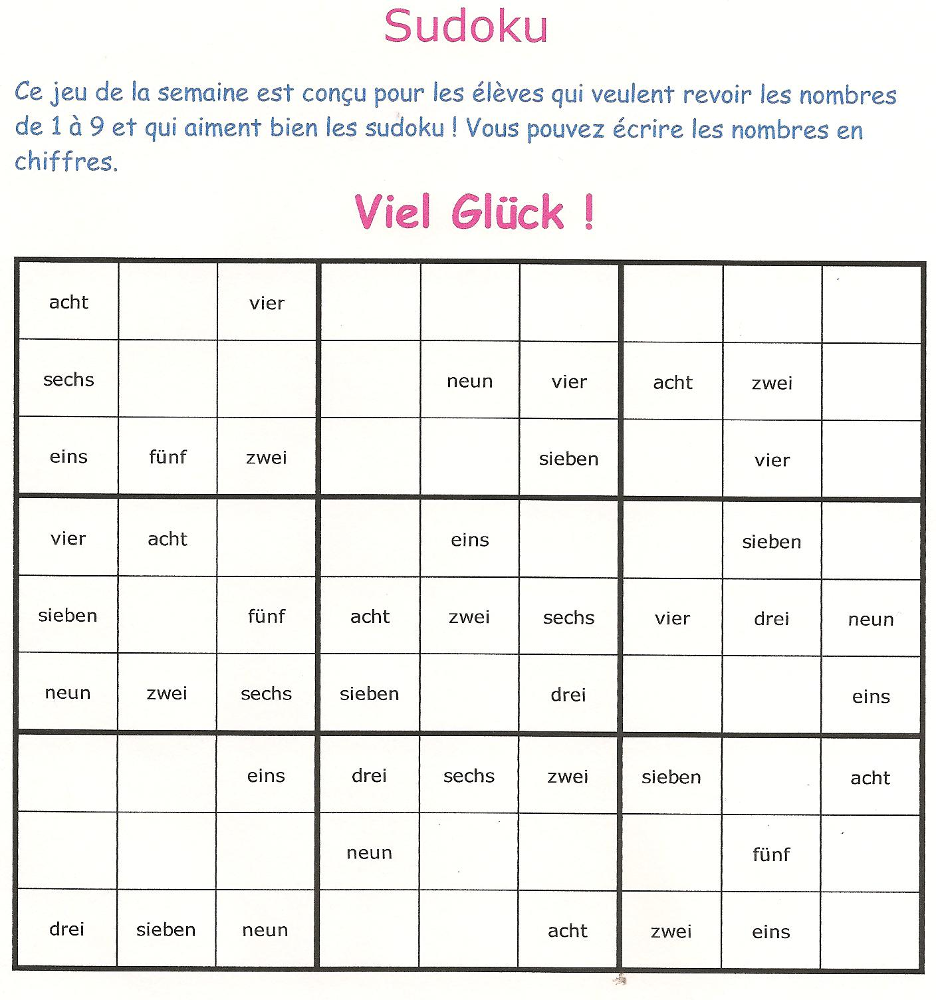 Sudoku
Ce jeu de la semaine est conçu pour les élèves qui veulent revoir les nombres
de 1 à 9 et qui aiment bien les sudoku ! Vous pouvez écrire les nombres en
chiffres.
Viel Glück !
acht vier
sechs neun vier acht zwei
eins fünf zwei sieben vier
vier acht eins sieben
sieben fünf acht zwei sechs vier drei neun
neun zwei sechs sieben drei eins
eins drei sechs zwei sieben acht
neun fünf
drei sieben neun acht zwei eins